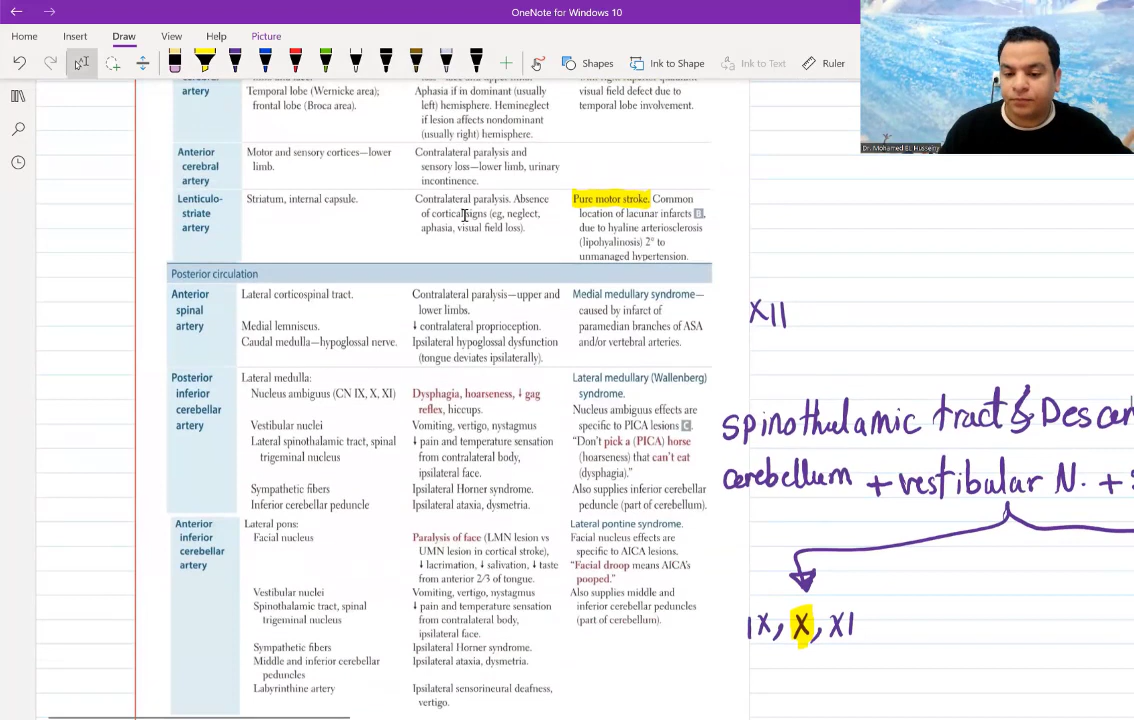 OneNote for Windows 10
Home Insert Draw View Help Picture
Shapes Ink to Shape Ink to Text Ruler
Dr. Mohamed EL Husseiny
artery
Temporal lobe (Wernicke area);
frontal lobe (Broca area).
Aphasia if in dominant (usually
left) hemisphere. Hemineglect
if lesion affects nondominant
(usually right) hemisphere.
visual field defect due to
temporal lobe involvement.
Anterior
cerebral
artery
Motor and sensory cortices—lower
limb.
Contralateral paralysis and
sensory loss—lower limb, urinary
incontinence.
Lenticulo-
striate
artery
Striatum, internal capsule.
Contralateral paralysis. Absence
of cortical signs (eg, neglect,
aphasia, visual field loss).
Pure motor stroke. Common
location of lacunar infarcts B,
due to hyaline arteriosclerosis
(lipohyalinosis) 2° to
unmanaged hypertension.
Posterior circulation
Anterior
spinal
artery
Lateral corticospinal tract.
Medial lemniscus.
Caudal medulla—hypoglossal nerve.
Contralateral paralysis—upper and
lower limbs.
↓ contralateral proprioception.
Ipsilateral hypoglossal dysfunction
(tongue deviates ipsilaterally).
Medial medullary syndrome—
caused by infarct of
paramedian branches of ASA
and/or vertebral arteries.
Posterior
inferior
cerebellar
artery
Lateral medulla:
Nucleus ambiguus (CN IX, X, XI)
Vestibular nuclei
Lateral spinothalamic tract, spinal
trigeminal nucleus
Sympathetic fibers
Inferior cerebellar peduncle
Dysphagia, hoarseness, ↓ gag
reflex, hiccups.
Vomiting, vertigo, nystagmus
↓ pain and temperature sensation
from contralateral body,
ipsilateral face.
Ipsilateral Horner syndrome.
Ipsilateral ataxia, dysmetria.
Lateral medullary (Wallenberg)
syndrome.
Nucleus ambiguus effects are
specific to PICA lesions C.
“Don’t pick a (PICA) horse
(hoarseness) that can’t eat
(dysphagia).”
Also supplies inferior cerebellar
peduncle (part of cerebellum).
Anterior
inferior
cerebellar
artery
Lateral pons:
Facial nucleus
Vestibular nuclei
Spinothalamic tract, spinal
trigeminal nucleus
Sympathetic fibers
Middle and inferior cerebellar
peduncles
Labyrinthine artery
Paralysis of face (LMN lesion vs
UMN lesion in cortical stroke),
↓ lacrimation, ↓ salivation, ↓ taste
from anterior 2/3 of tongue.
Vomiting, vertigo, nystagmus
↓ pain and temperature sensation
from contralateral body,
ipsilateral face.
Ipsilateral Horner syndrome.
Ipsilateral ataxia, dysmetria.
Ipsilateral sensorineural deafness,
vertigo.
Lateral pontine syndrome.
Facial nucleus effects are
specific to AICA lesions.
“Facial droop means AICA’s
pooped.”
Also supplies middle and
inferior cerebellar peduncles
(part of cerebellum).
XII
spinothalamic tract & Descen
cerebellum + vestibular N. +
IX, X, XI